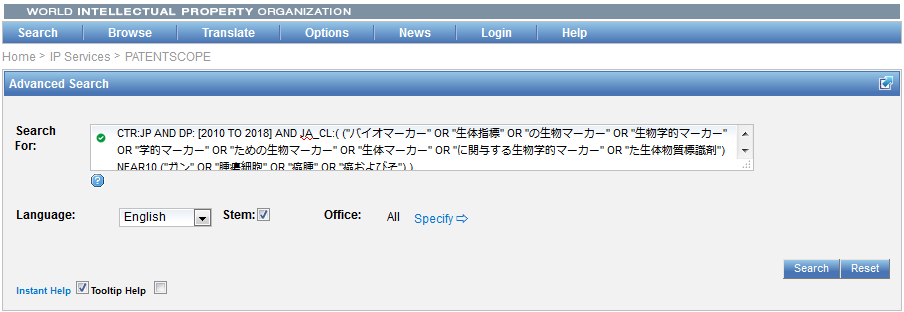 WORLD INTELLECTUAL PROPERTY ORGANIZATION
Search Browse Translate Options News Login Help
Home > IP Services > PATENTSCOPE
Advanced Search
Search For:
CTR:JP AND DP: [2010 TO 2018] AND JA_CL:( ("バイオマーカー" OR "生体指標" OR "の生物マーカー" OR "生物学的マーカー"
OR "学的マーカー" OR "ための生物マーカー" OR "生体マーカー" OR "に関与する生物学的マーカー" OR "た生体物質標識剤")
NEAR10 ("ガン" OR "腫瘍細胞" OR "癌腫" OR "癌およびそ") )
Language: English Stem: Office: All Specify
Search Reset
Instant Help Tooltip Help